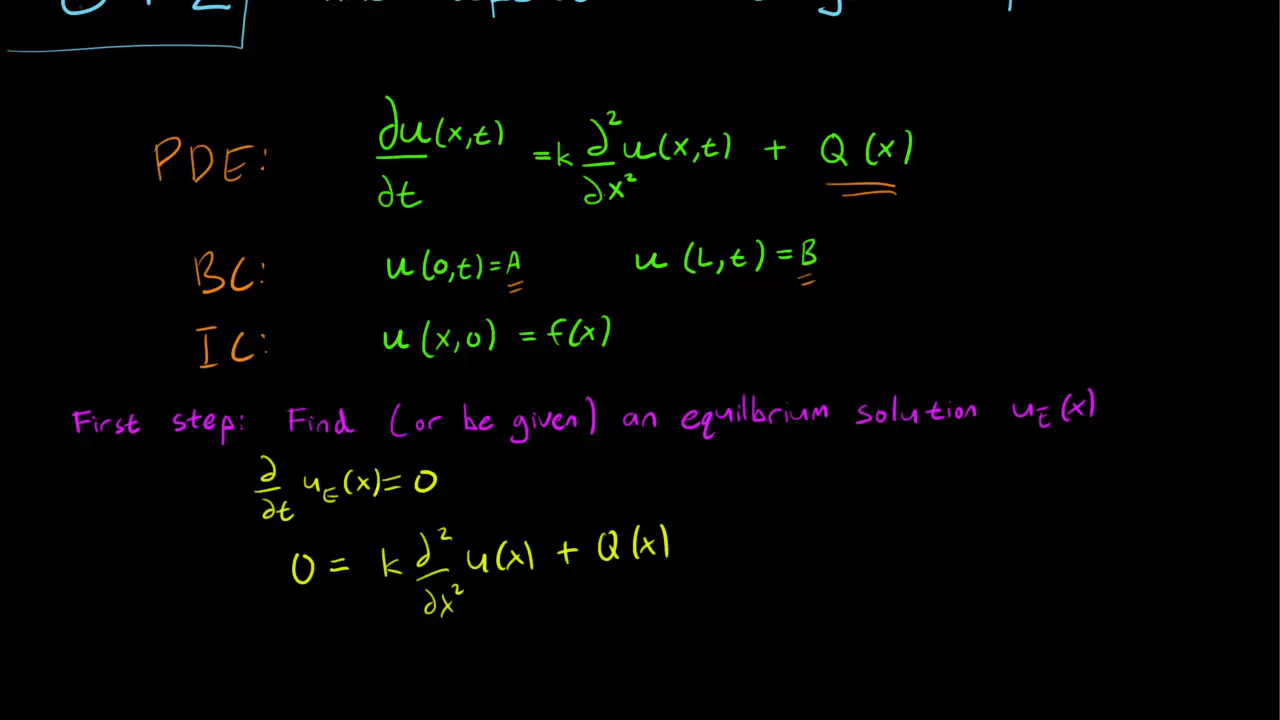 PDE: ∂u(x,t)/∂t = k ∂²/∂x² u(x,t) + Q(x)
BC: u(0,t)=A u(L,t)=B
IC: u(x,0) = f(x)
First step: Find (or be given) an equilbrium solution u_E(x)
∂/∂t u_E(x)=0
0 = k ∂²/∂x² u(x) + Q(x)